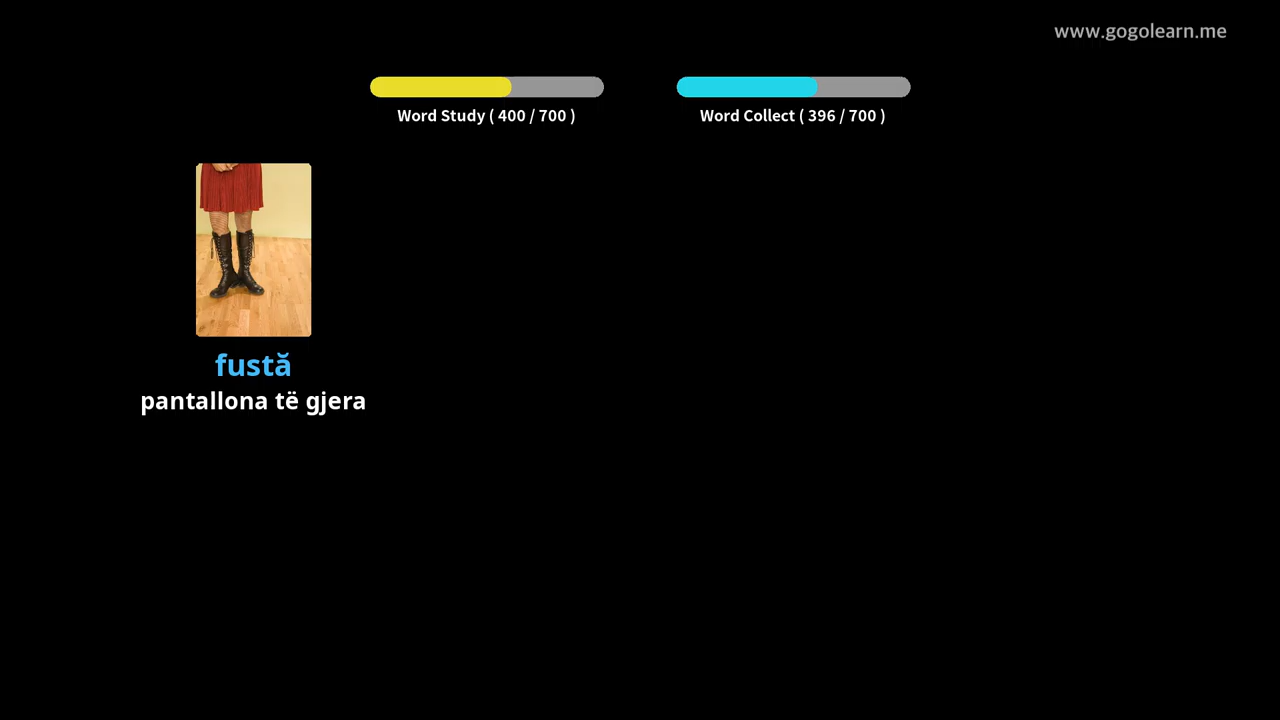 www.gogolearn.me
Word Study ( 400 / 700 )
Word Collect ( 396 / 700 )
fustă
pantallona të gjera